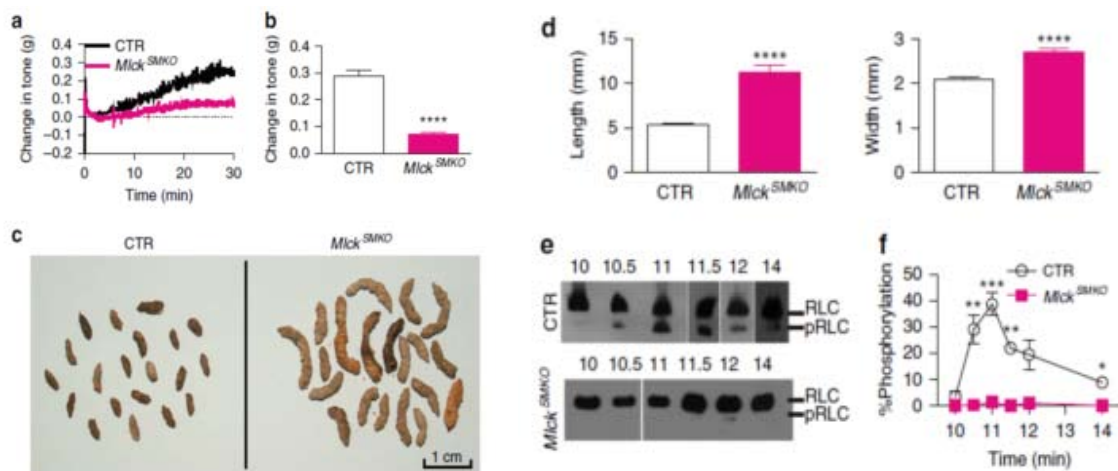 a
Change in tone (g)
0.4
0.3
0.2
0.1
0.0
−0.1
−0.2
0 10 20 30
Time (min)
CTR
Mlck^SMKO
b
Change in tone (g)
0.4
0.3
0.2
0.1
0.0
****
CTR Mlck^SMKO
c
CTR Mlck^SMKO
1 cm
d
Length (mm)
15
10
5
0
****
CTR Mlck^SMKO
Width (mm)
3
2
1
0
****
CTR Mlck^SMKO
e
10 10.5 11 11.5 12 14
CTR
RLC
pRLC
10 10.5 11 11.5 12 14
Mlck^SMKO
RLC
pRLC
f
%Phosphorylation
50
40
30
20
10
0
CTR
Mlck^SMKO
** *** ** *
10 11 12 13 14
Time (min)